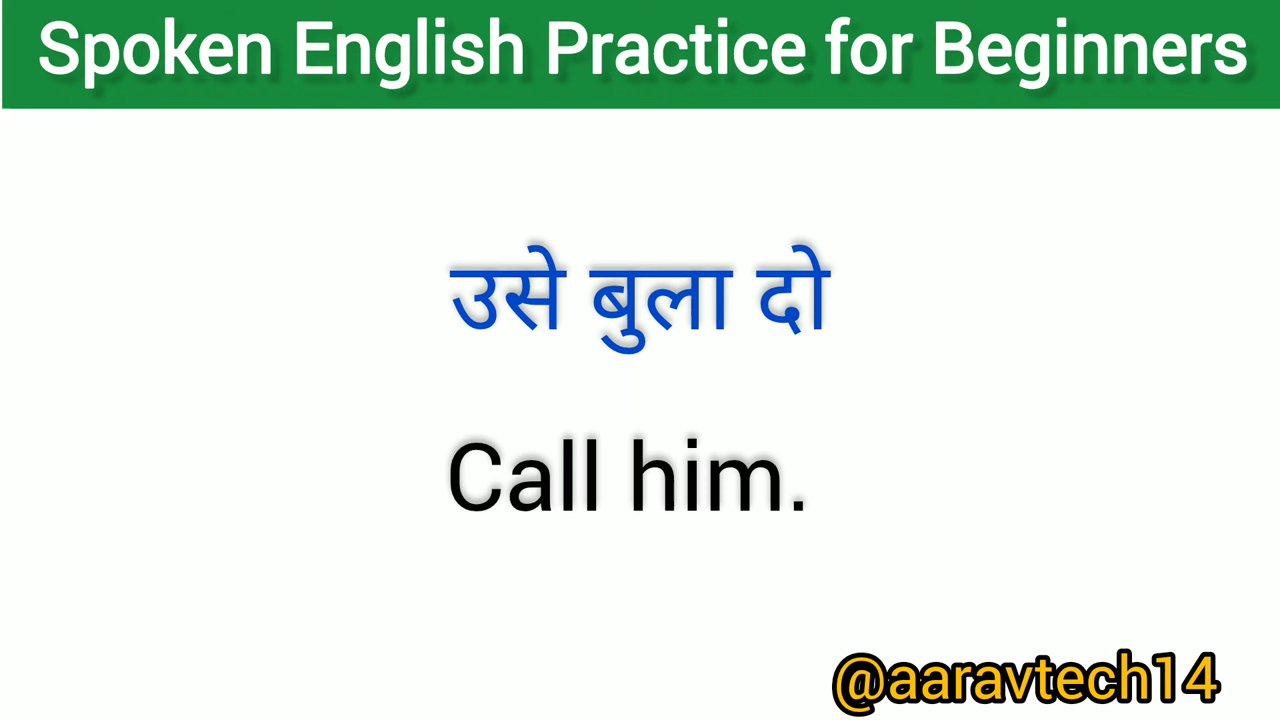 Spoken English Practice for Beginners
उसे बुला दो
Call him.
@aaravtech14